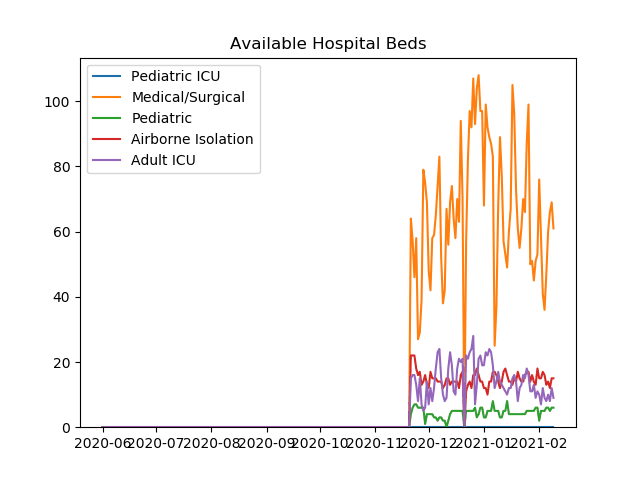 Available Hospital Beds
Pediatric ICU
Medical/Surgical
Pediatric
Airborne Isolation
Adult ICU
100
80
60
40
20
0
2020-06 2020-07 2020-08 2020-09 2020-10 2020-11 2020-12 2021-01 2021-02